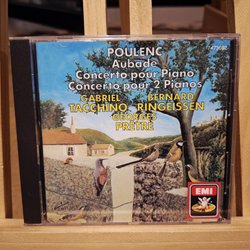 POULENC
Aubade
Concerto pour Piano
Concerto pour 2 Pianos
GABRIEL BERNARD
TACCHINO RINGEISSEN
GEORGES
PRÊTRE
EMI